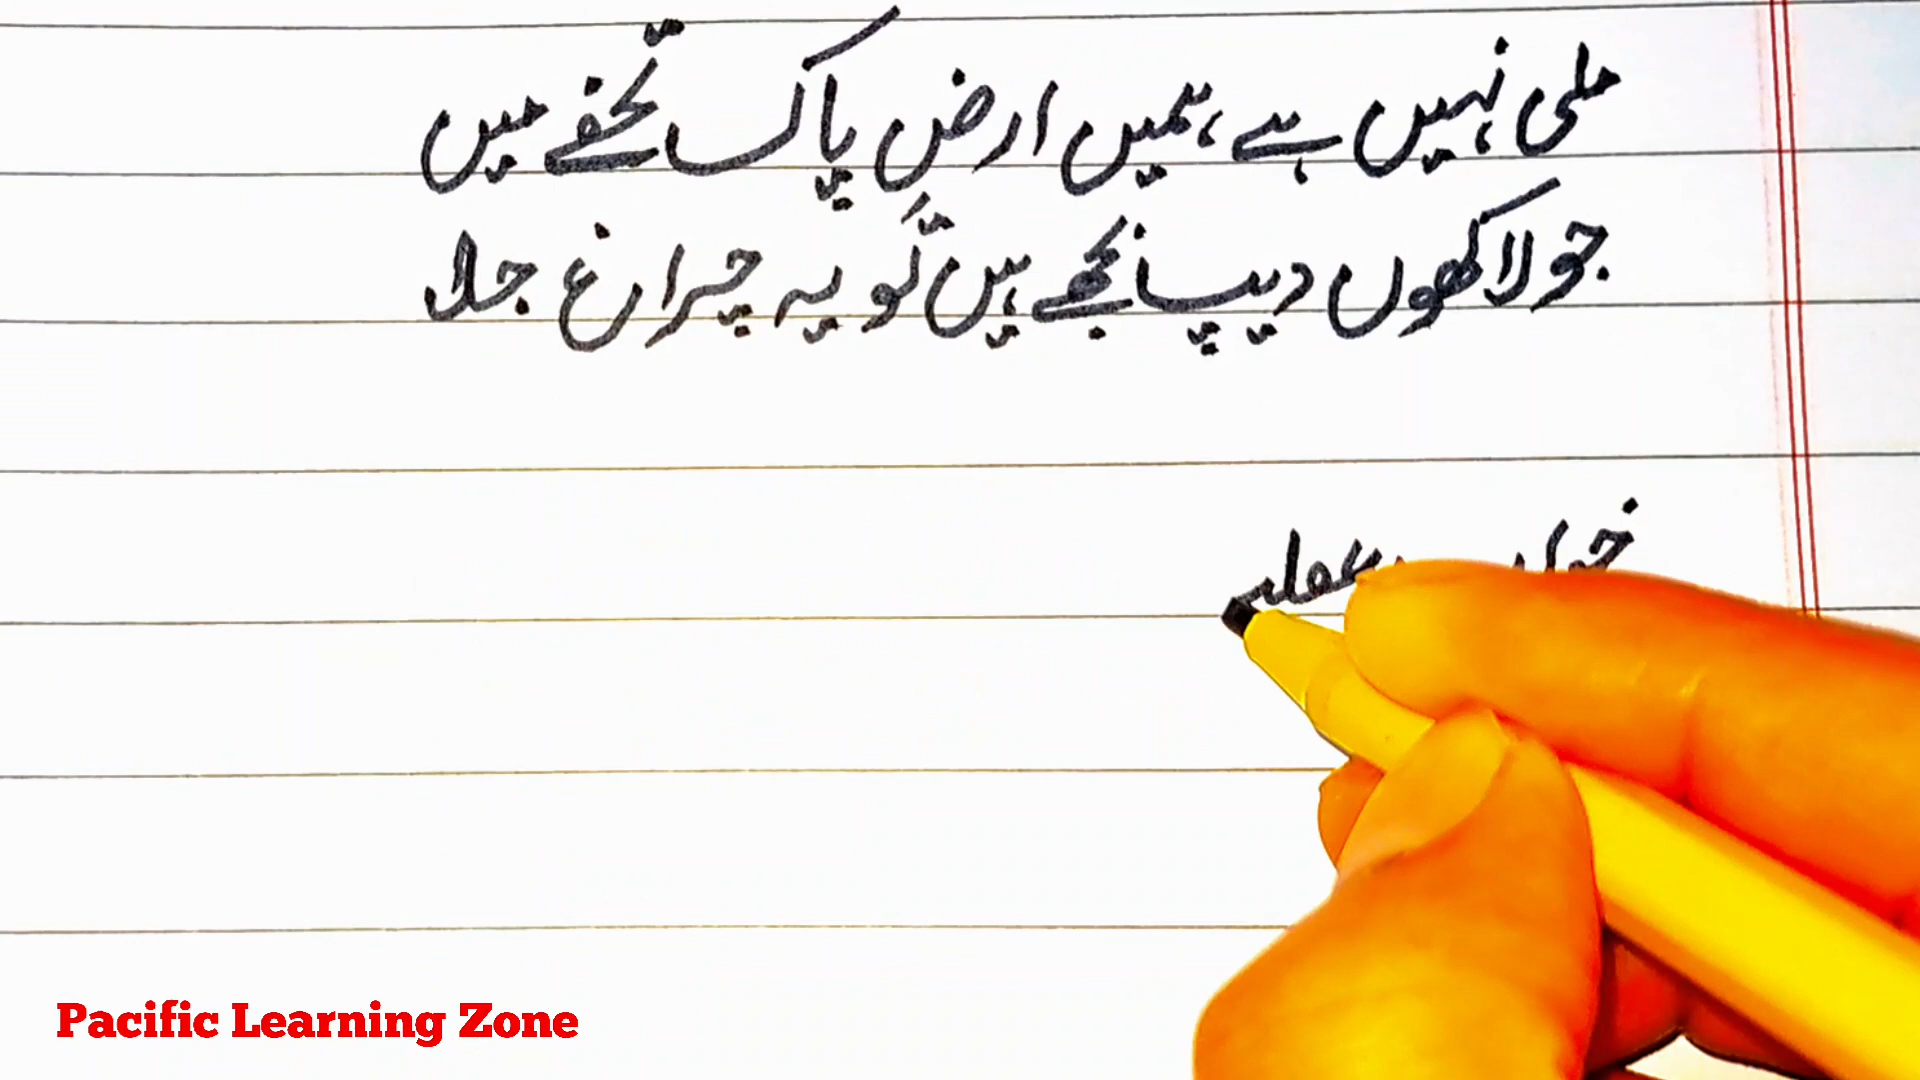 ملی نہیں ہے ہمیں ارضِ پاک تحفے میں
جو لاکھوں دیپ بجھے ہیں تو یہ چراغ جلا
Pacific Learning Zone